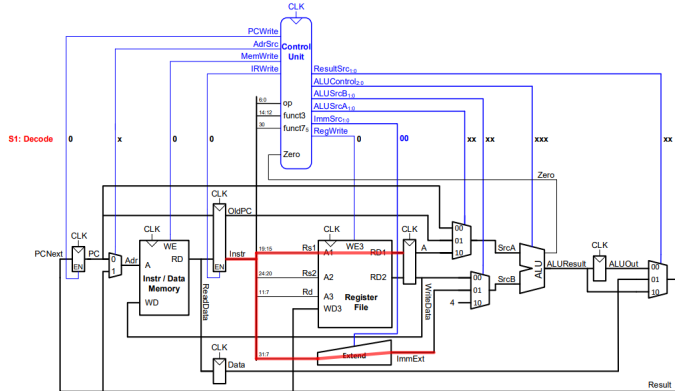 CLK
PCWrite
AdrSrc
MemWrite
IRWrite
Control
Unit
ResultSrc1:0
ALUControl2:0
ALUSrcB1:0
ALUSrcA1:0
ImmSrc1:0
RegWrite
6:0
op
14:12
funct3
30
funct75
Zero
S1: Decode
0
x
0
0
0
00
xx
xx
xxx
xx
Zero
CLK
CLK
CLK
CLK
CLK
CLK
OldPC
PCNext
PC
EN
0
1
Adr
WE
A
RD
Instr / Data
Memory
WD
ReadData
EN
Instr
19:15
Rs1
A1
WE3
RD1
A
24:20
Rs2
A2
RD2
11:7
Rd
A3
WD3
Register
File
WriteData
00
01
10
SrcA
00
01
10
4
SrcB
ALU
ALUResult
ALUOut
00
01
10
CLK
Data
31:7
Extend
ImmExt
Result